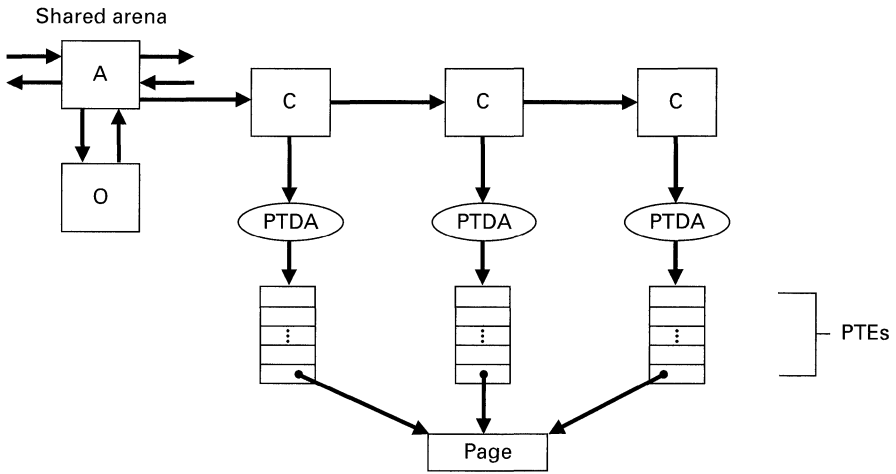 Shared arena
A
C
C
C
O
PTDA
PTDA
PTDA
PTEs
Page